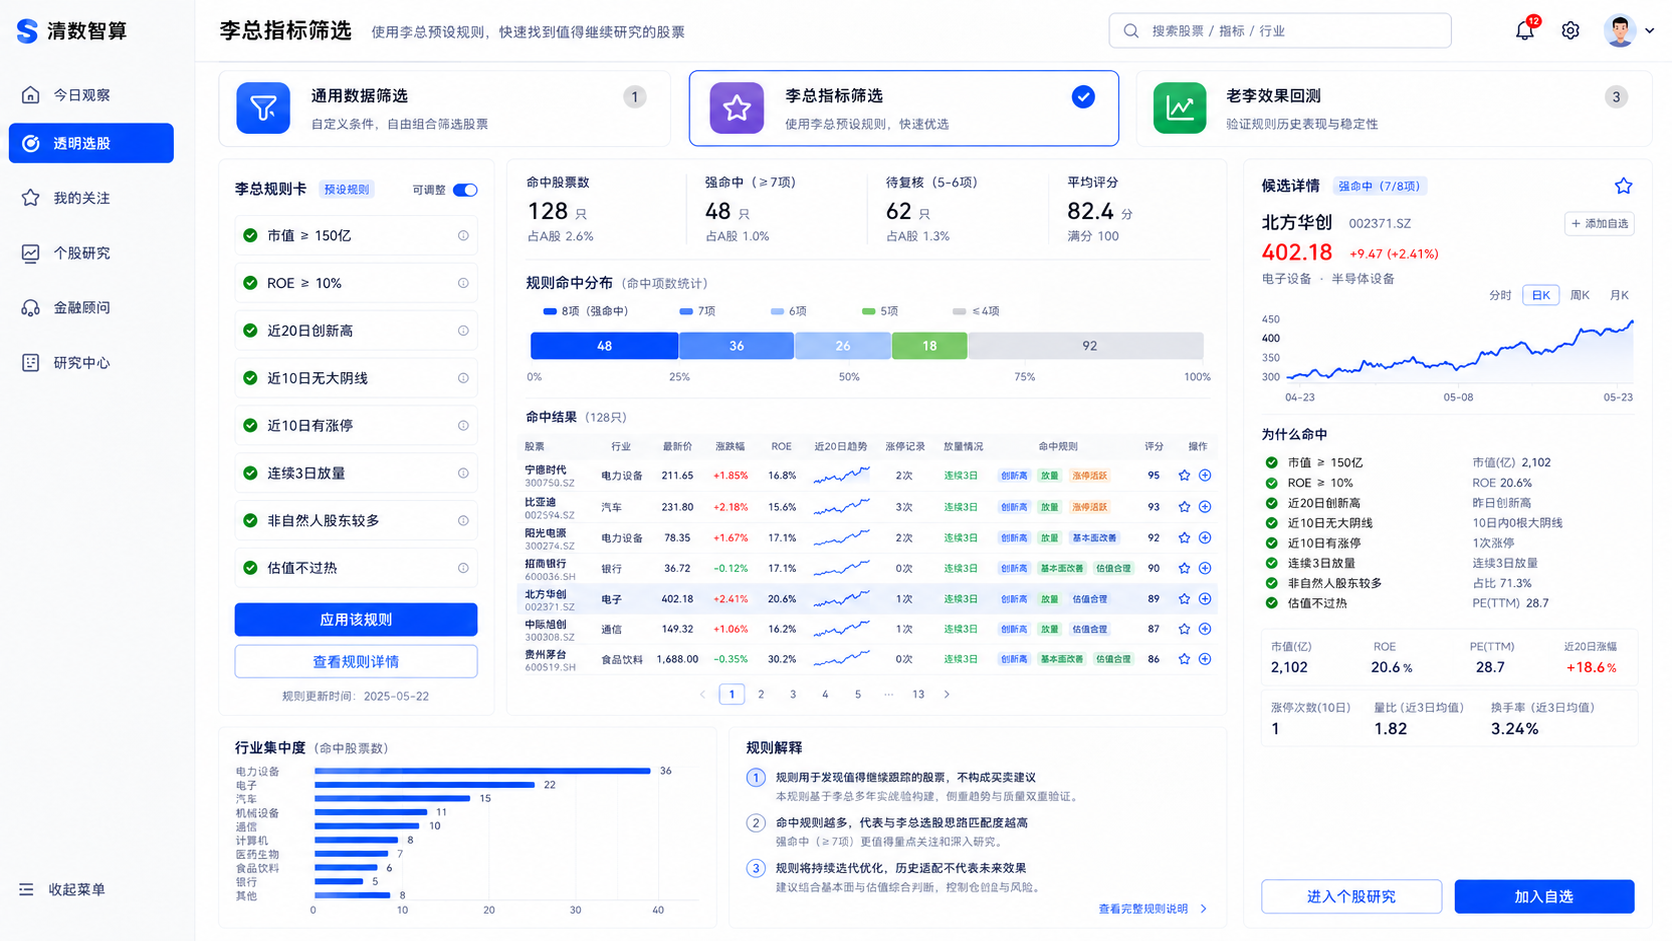 清数智算
李总指标筛选
使用李总预设规则，快速找到值得继续研究的股票
搜索股票 / 指标 / 行业
12
今日观察
透明选股
我的关注
个股研究
金融顾问
研究中心
收起菜单
通用数据筛选
自定义条件，自由组合筛选股票
1
李总指标筛选
使用李总预设规则，快速优选
老李效果回测
验证规则历史表现与稳定性
3
李总规则卡 预设规则 可调整
市值 ≥ 150亿
ROE ≥ 10%
近20日创新高
近10日无大阴线
近10日有涨停
连续3日放量
非自然人股东较多
估值不过热
应用该规则
查看规则详情
规则更新时间：2025-05-22
命中股票数
128 只
占A股 2.6%
强命中（≥7项）
48 只
占A股 1.0%
待复核（5-6项）
62 只
占A股 1.3%
平均评分
82.4 分
满分 100
规则命中分布（命中项数统计）
8项（强命中） 7项 6项 5项 ≤4项
48 36 26 18 92
0% 25% 50% 75% 100%
命中结果（128只）
股票 行业 最新价 涨跌幅 ROE 近20日趋势 涨停记录 放量情况 命中规则 评分 操作
宁德时代 300750.SZ 电力设备 211.65 +1.85% 16.8% 2次 连续3日 创新高 放量 涨停活跃 95
比亚迪 002594.SZ 汽车 231.80 +2.18% 15.6% 3次 连续3日 创新高 放量 涨停活跃 93
阳光电源 300274.SZ 电力设备 78.35 +1.67% 17.1% 2次 连续3日 创新高 放量 基本面改善 92
招商银行 600036.SH 银行 36.72 -0.12% 17.1% 0次 连续3日 创新高 基本面改善 估值合理 90
北方华创 002371.SZ 电子 402.18 +2.41% 20.6% 1次 连续3日 创新高 放量 估值合理 89
中际旭创 300308.SZ 通信 149.32 +1.06% 16.2% 1次 连续3日 创新高 放量 估值合理 87
贵州茅台 600519.SH 食品饮料 1,688.00 -0.35% 30.2% 0次 连续3日 创新高 基本面改善 估值合理 86
1 2 3 4 5 ··· 13
行业集中度（命中股票数）
电力设备 36
电子 22
汽车 15
机械设备 11
通信 10
计算机 8
医药生物 7
食品饮料 6
银行 5
其他 8
0 10 20 30 40
规则解释
1 规则用于发现值得继续跟踪的股票，不构成买卖建议
本规则基于李总多年实战验构建，侧重趋势与质量双重验证。
2 命中规则越多，代表与李总选股思路匹配度越高
强命中（≥7项）更值得重点关注和深入研究。
3 规则将持续迭代优化，历史适配不代表未来效果
建议组合基本面与估值综合判断，控制仓与风险。
查看完整规则说明
候选详情 强命中（7/8项）
北方华创 002371.SZ + 添加自选
402.18 +9.47 (+2.41%)
电子设备 · 半导体设备
分时 日K 周K 月K
450
400
350
300
04-23 05-08 05-23
为什么命中
市值 ≥ 150亿 市值(亿) 2,102
ROE ≥ 10% ROE 20.6%
近20日创新高 昨日创新高
近10日无大阴线 10日内0根大阴线
近10日有涨停 1次涨停
连续3日放量 连续3日放量
非自然人股东较多 占比 71.3%
估值不过热 PE(TTM) 28.7
市值(亿) ROE PE(TTM) 近20日涨幅
2,102 20.6% 28.7 +18.6%
涨停次数(10日) 量比 (近3日均值) 换手率 (近3日均值)
1 1.82 3.24%
进入个股研究
加入自选